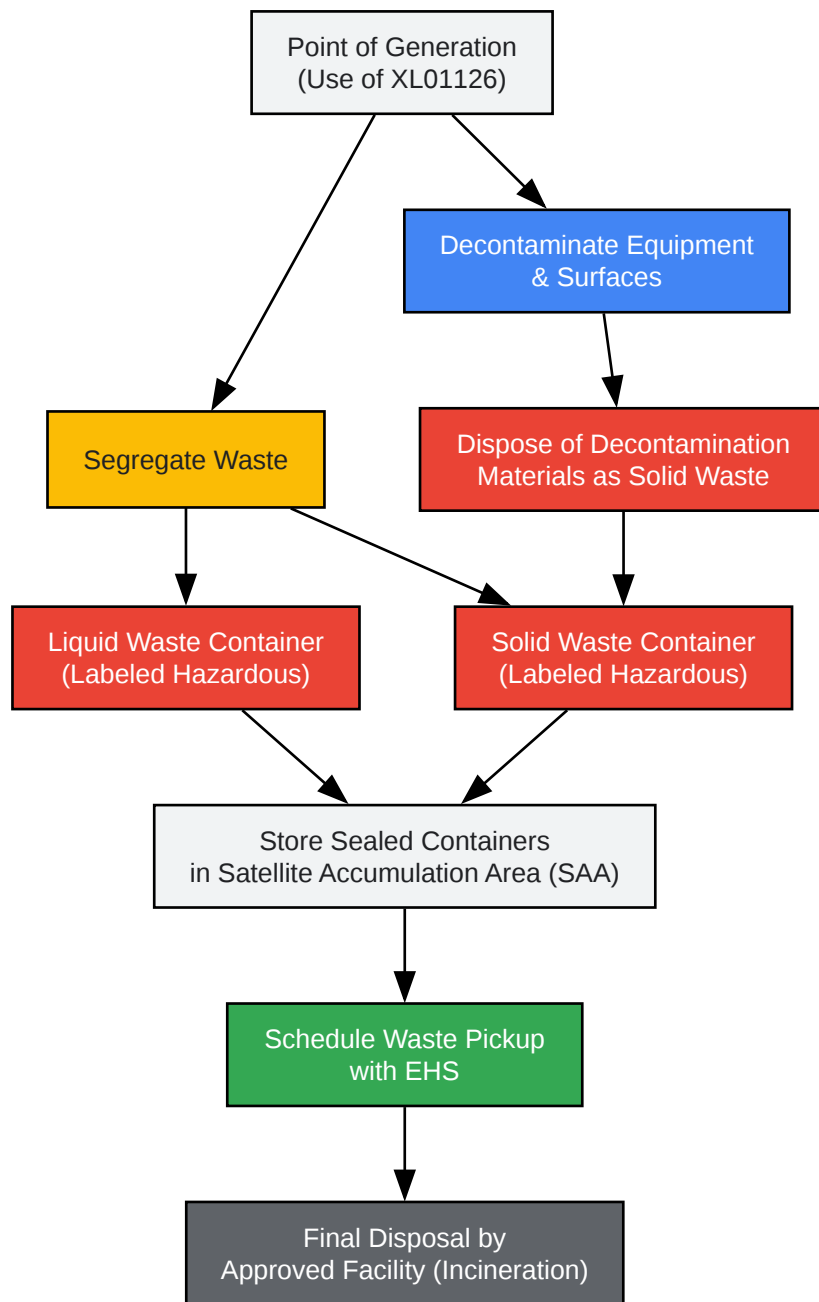 Point of Generation
(Use of XL01126)
Decontaminate Equipment
& Surfaces
Segregate Waste
Dispose of Decontamination
Materials as Solid Waste
Liquid Waste Container
(Labeled Hazardous)
Solid Waste Container
(Labeled Hazardous)
Store Sealed Containers
in Satellite Accumulation Area (SAA)
Schedule Waste Pickup
with EHS
Final Disposal by
Approved Facility (Incineration)